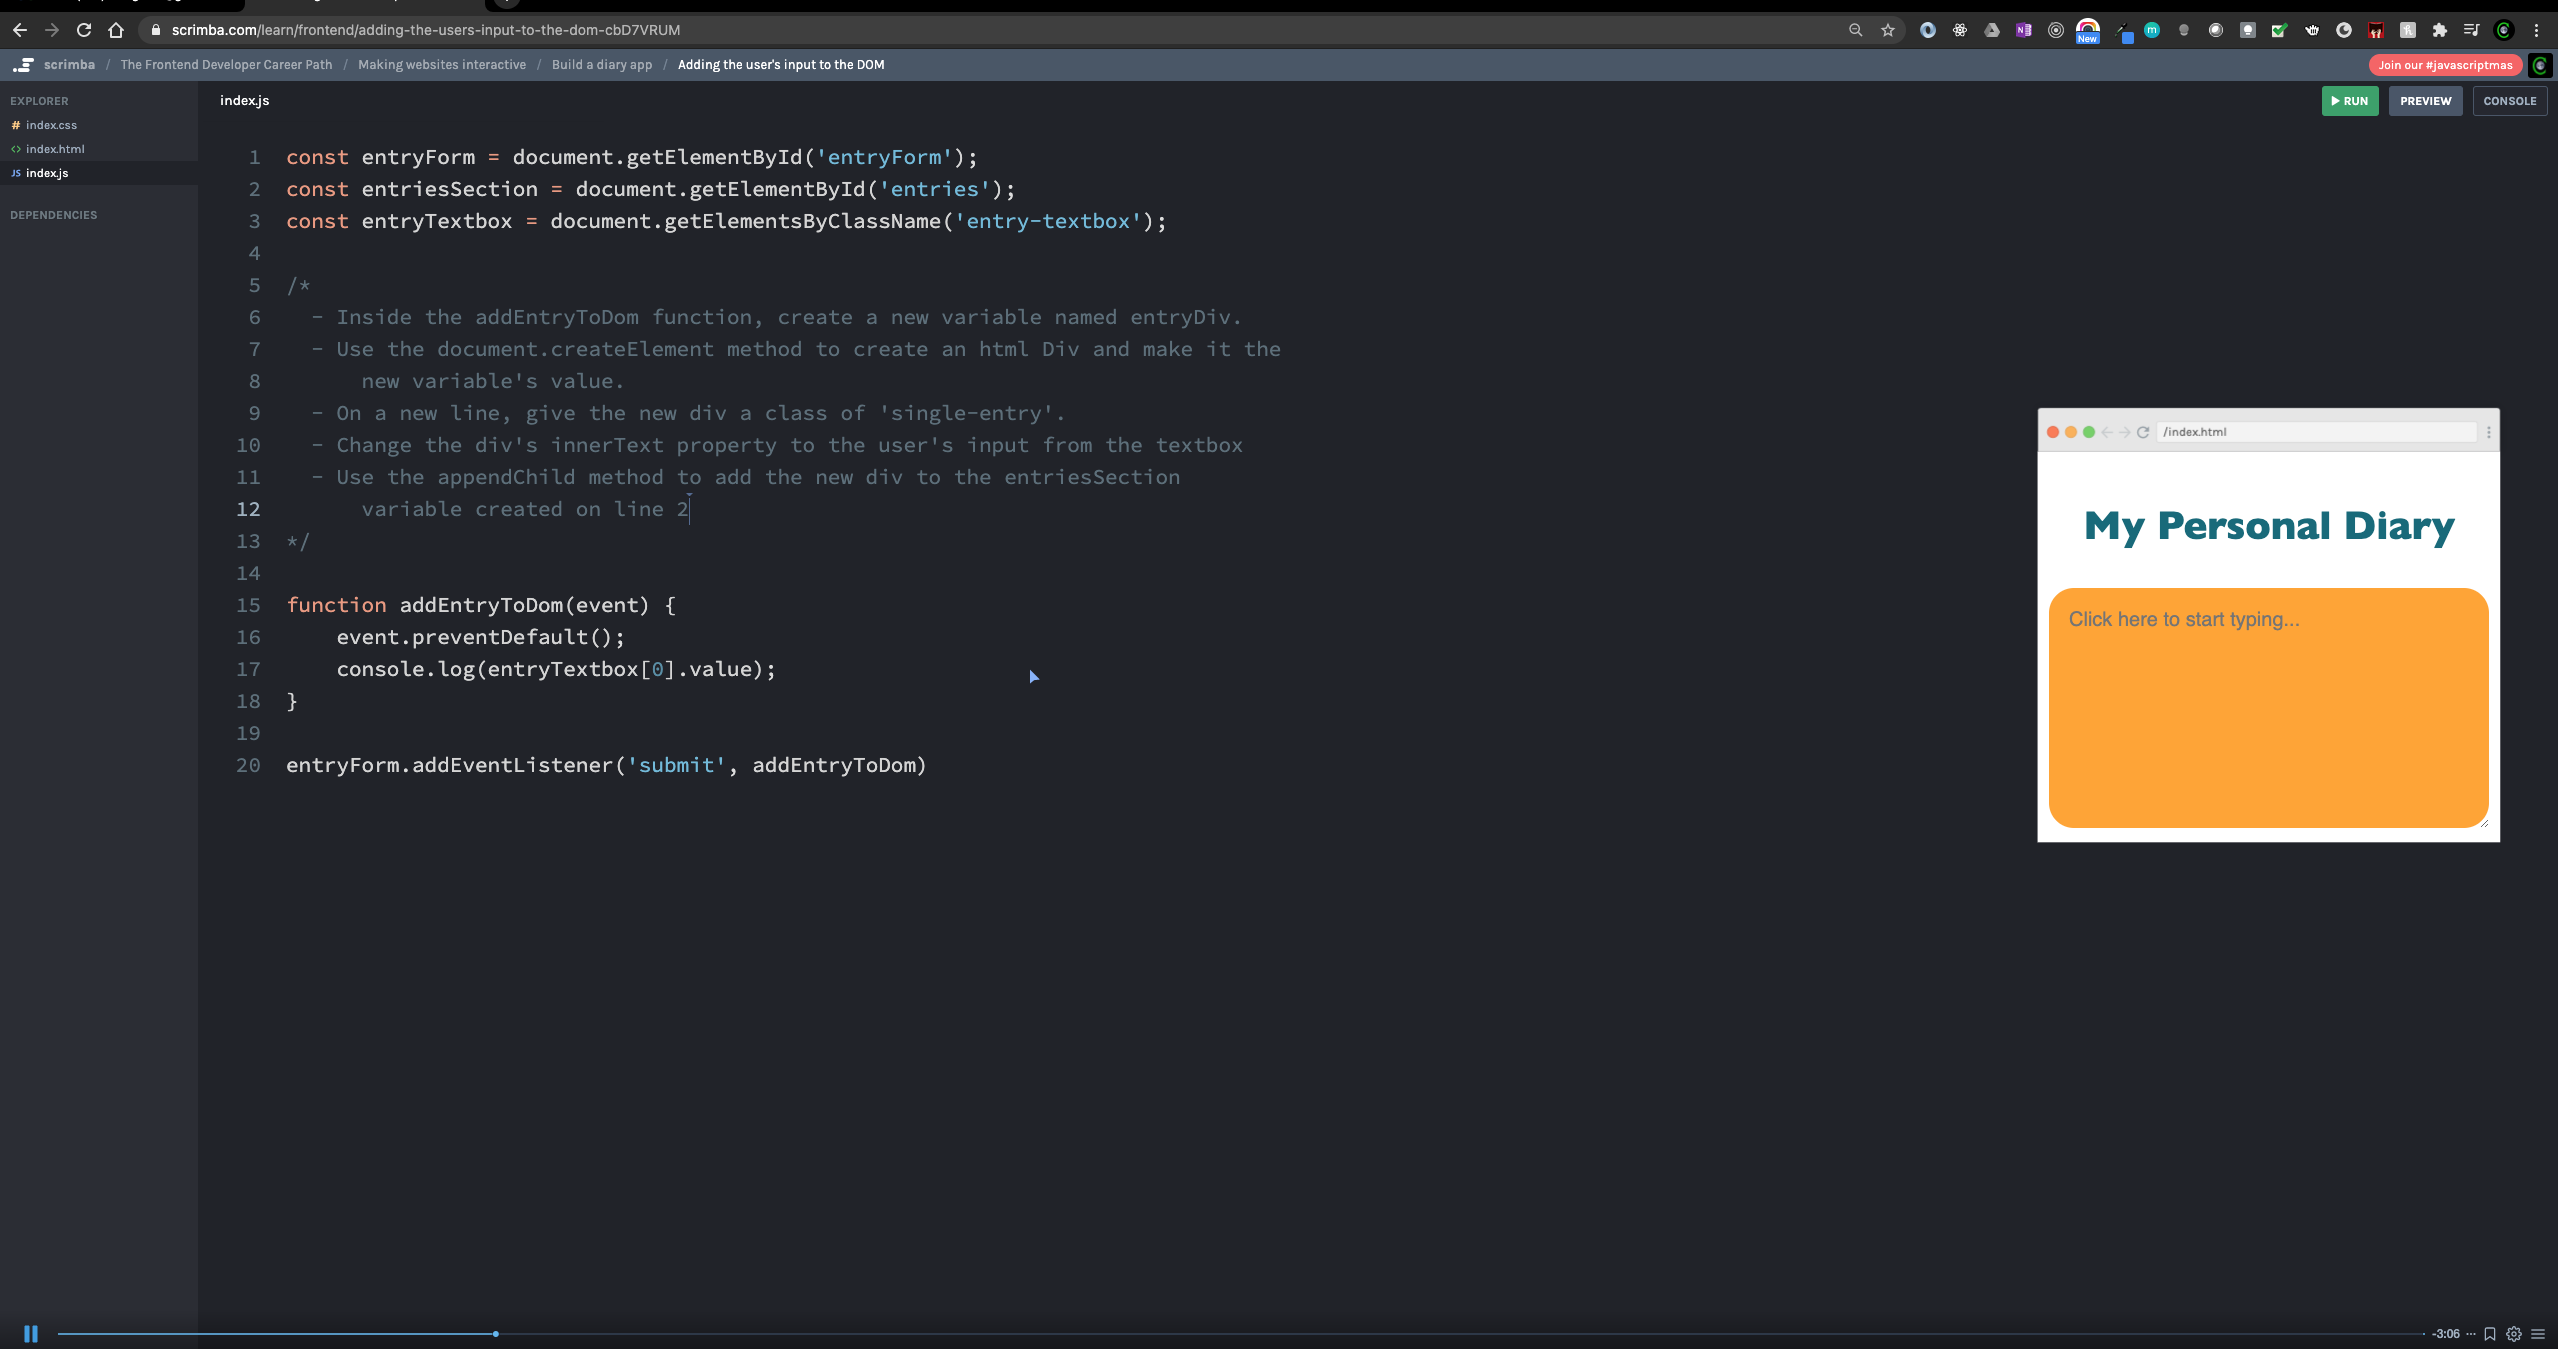 scrimba.com/learn/frontend/adding-the-users-input-to-the-dom-cbD7VRUM
New
scrimba / The Frontend Developer Career Path / Making websites interactive / Build a diary app / Adding the user's input to the DOM
Join our #javascriptmas
EXPLORER
# index.css
<> index.html
JS index.js
DEPENDENCIES
index.js
RUN
PREVIEW
CONSOLE
1 const entryForm = document.getElementById('entryForm');
2 const entriesSection = document.getElementById('entries');
3 const entryTextbox = document.getElementsByClassName('entry-textbox');
4
5 /*
6 - Inside the addEntryToDom function, create a new variable named entryDiv.
7 - Use the document.createElement method to create an html Div and make it the
8 new variable's value.
9 - On a new line, give the new div a class of 'single-entry'.
10 - Change the div's innerText property to the user's input from the textbox
11 - Use the appendChild method to add the new div to the entriesSection
12 variable created on line 2
13 */
14
15 function addEntryToDom(event) {
16 event.preventDefault();
17 console.log(entryTextbox[0].value);
18 }
19
20 entryForm.addEventListener('submit', addEntryToDom)
/index.html
My Personal Diary
Click here to start typing...
-3:06